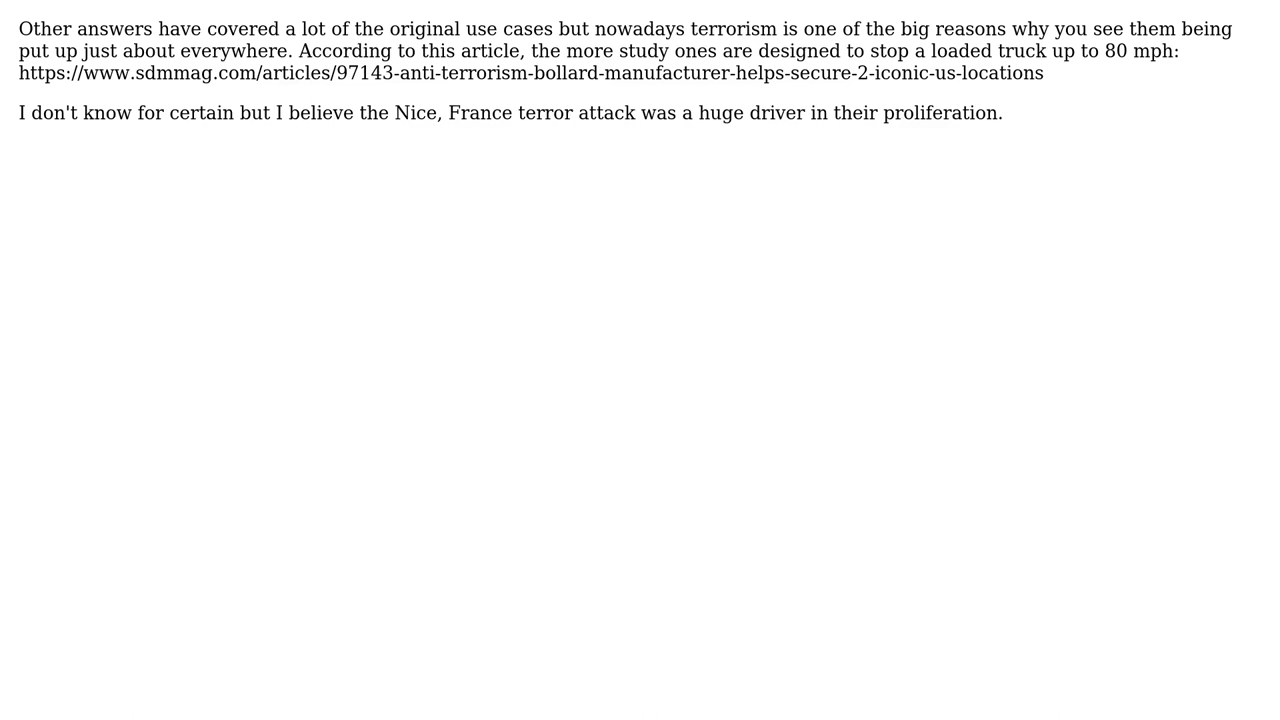 Other answers have covered a lot of the original use cases but nowadays terrorism is one of the big reasons why you see them being
put up just about everywhere. According to this article, the more study ones are designed to stop a loaded truck up to 80 mph:
https://www.sdmmag.com/articles/97143-anti-terrorism-bollard-manufacturer-helps-secure-2-iconic-us-locations
I don't know for certain but I believe the Nice, France terror attack was a huge driver in their proliferation.